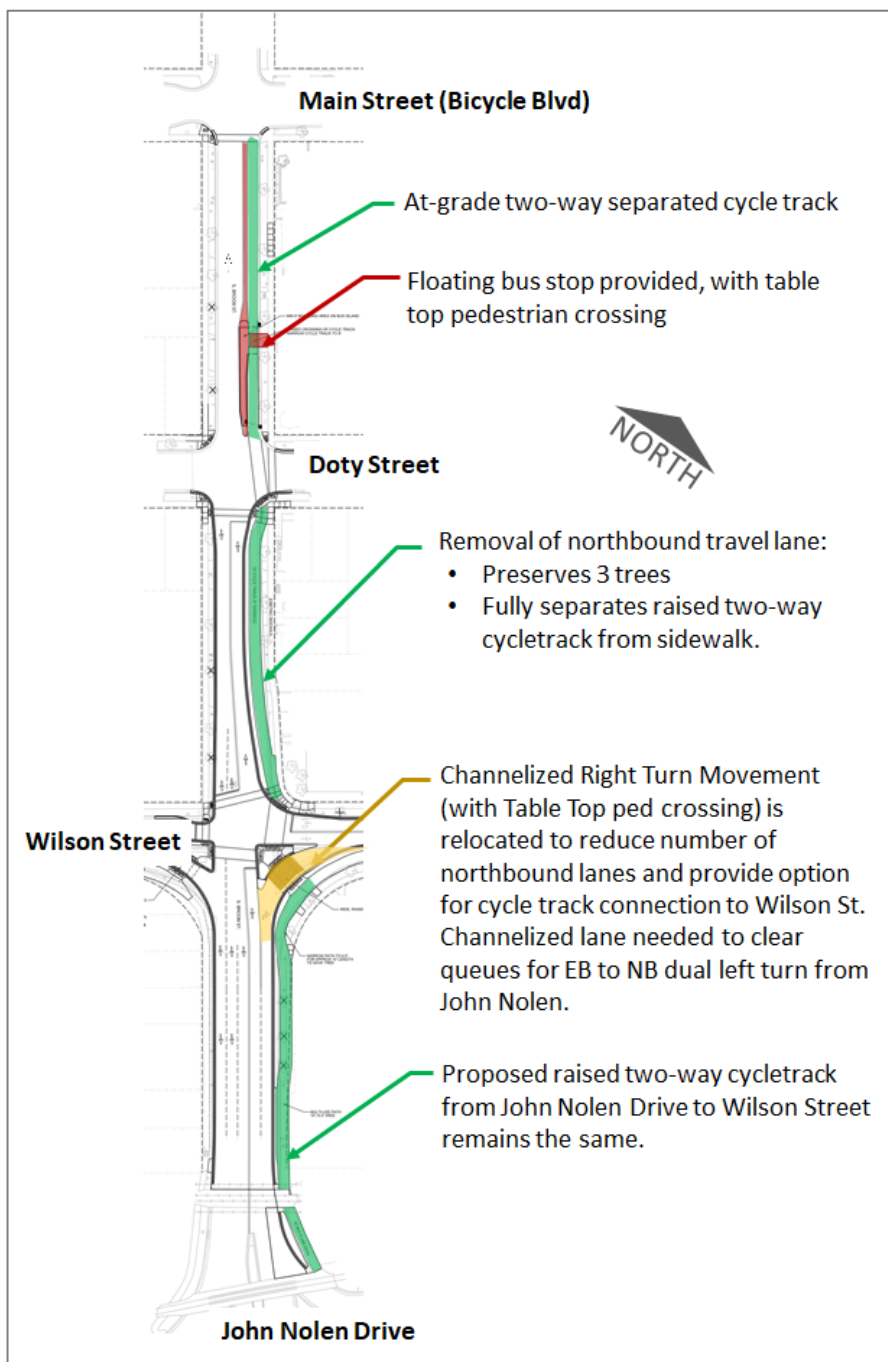 Main Street (Bicycle Blvd)
At-grade two-way separated cycle track
Floating bus stop provided, with table
top pedestrian crossing
NORTH
Doty Street
Removal of northbound travel lane:
• Preserves 3 trees
• Fully separates raised two-way
cycletrack from sidewalk.
Channelized Right Turn Movement
(with Table Top ped crossing) is
relocated to reduce number of
northbound lanes and provide option
for cycle track connection to Wilson St.
Channelized lane needed to clear
queues for EB to NB dual left turn from
John Nolen.
Wilson Street
Proposed raised two-way cycletrack
from John Nolen Drive to Wilson Street
remains the same.
John Nolen Drive